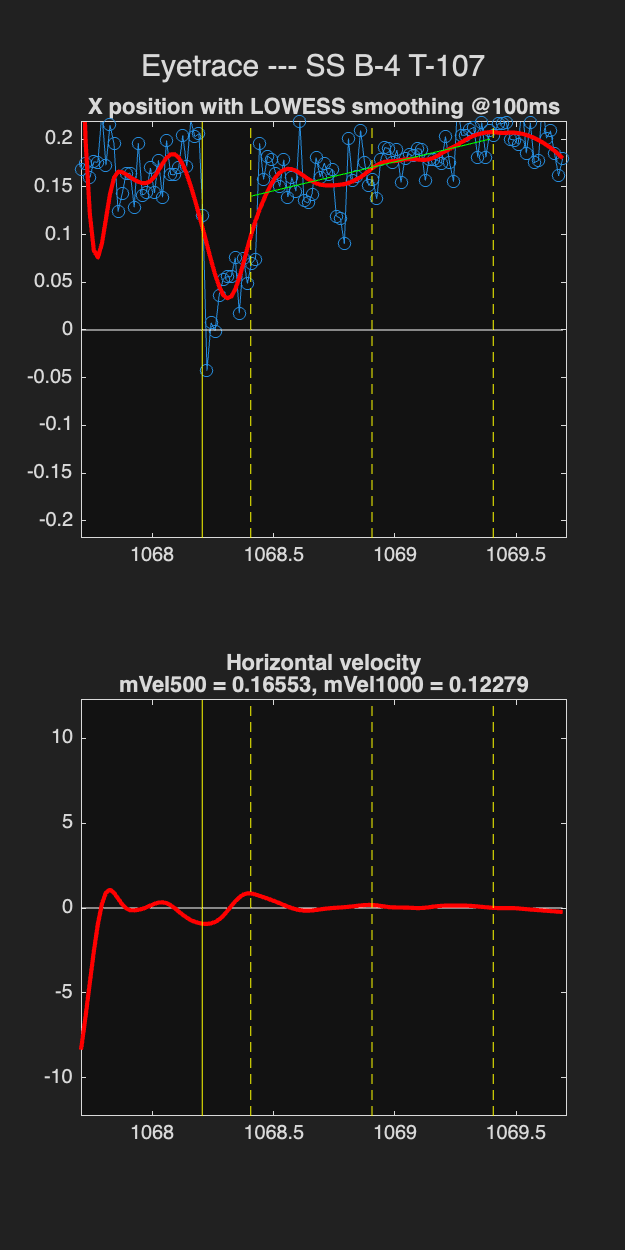 Eyetrace --- SS B-4 T-107
X position with LOWESS smoothing @100ms
0.2
0.15
0.1
0.05
0
-0.05
-0.1
-0.15
-0.2
1068 1068.5 1069 1069.5
Horizontal velocity
mVel500 = 0.16553, mVel1000 = 0.12279
10
5
0
-5
-10
1068 1068.5 1069 1069.5